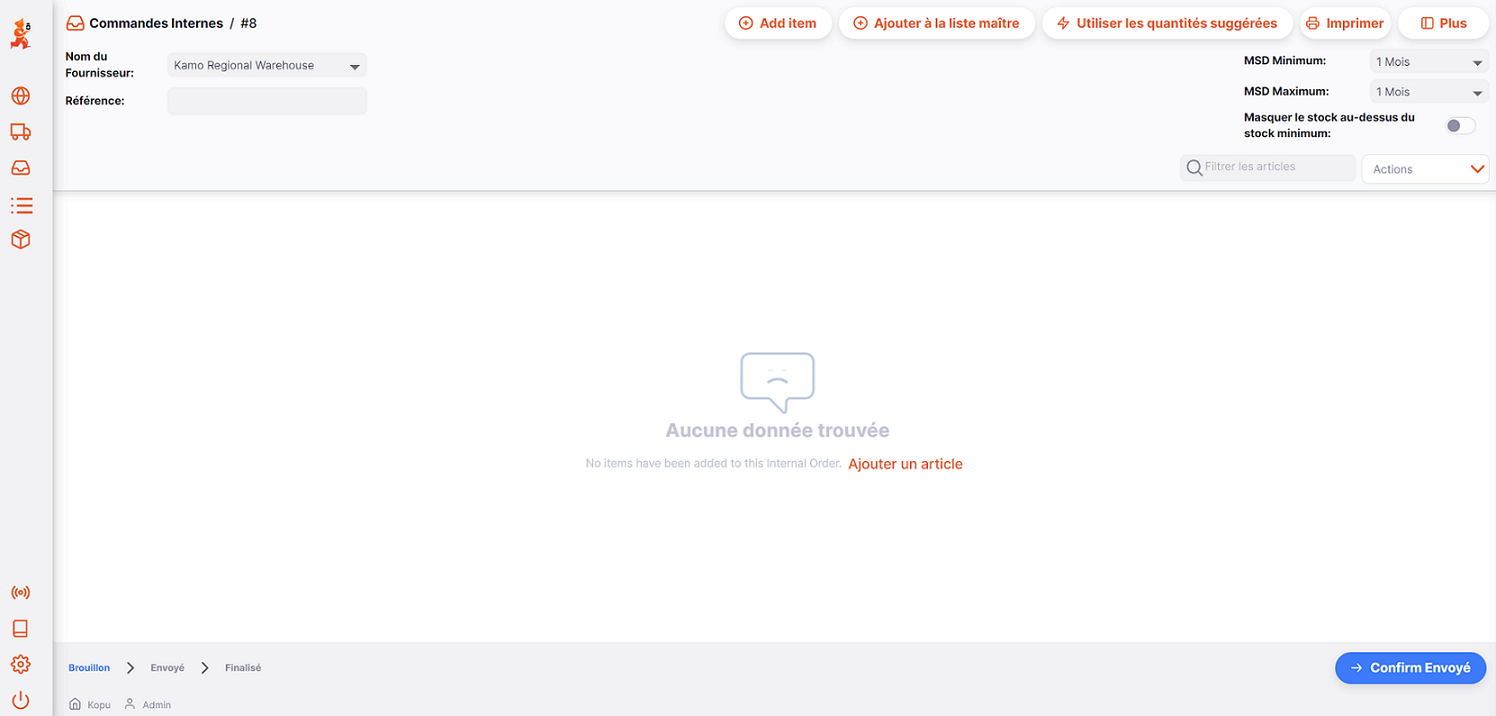 Commandes Internes / #8
Add item
Ajouter à la liste maître
Utiliser les quantités suggérées
Imprimer
Plus
Nom du
Fournisseur:
Kamo Regional Warehouse
Référence:
MSD Minimum:
1 Mois
MSD Maximum:
1 Mois
Masquer le stock au-dessus du
stock minimum:
Filtrer les articles
Actions
Aucune donnée trouvée
No items have been added to this Internal Order. Ajouter un article
Brouillon
Envoyé
Finalisé
Confirm Envoyé
Kopu
Admin